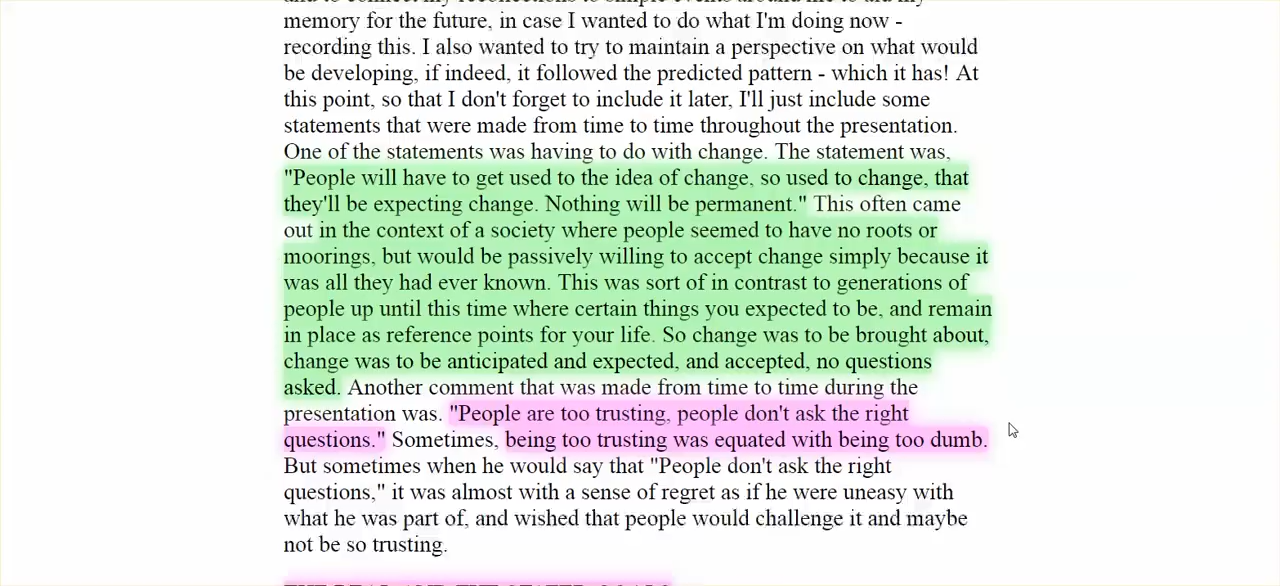 memory for the future, in case I wanted to do what I'm doing now -
recording this. I also wanted to try to maintain a perspective on what would
be developing, if indeed, it followed the predicted pattern - which it has! At
this point, so that I don't forget to include it later, I'll just include some
statements that were made from time to time throughout the presentation.
One of the statements was having to do with change. The statement was,
"People will have to get used to the idea of change, so used to change, that
they'll be expecting change. Nothing will be permanent." This often came
out in the context of a society where people seemed to have no roots or
moorings, but would be passively willing to accept change simply because it
was all they had ever known. This was sort of in contrast to generations of
people up until this time where certain things you expected to be, and remain
in place as reference points for your life. So change was to be brought about,
change was to be anticipated and expected, and accepted, no questions
asked. Another comment that was made from time to time during the
presentation was. "People are too trusting, people don't ask the right
questions." Sometimes, being too trusting was equated with being too dumb.
But sometimes when he would say that "People don't ask the right
questions," it was almost with a sense of regret as if he were uneasy with
what he was part of, and wished that people would challenge it and maybe
not be so trusting.